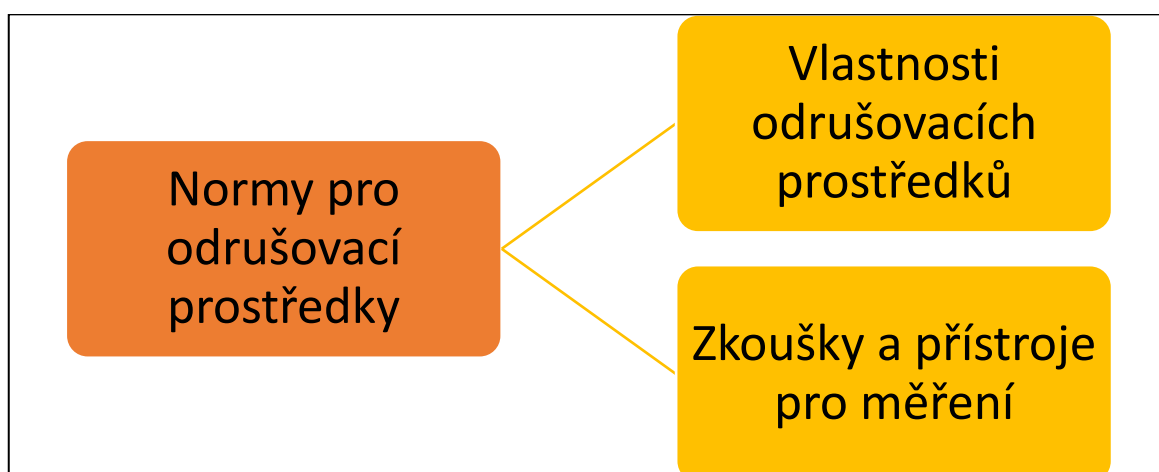 Normy pro
odrušovací
prostředky
Vlastnosti
odrušovacích
prostředků
Zkoušky a přístroje
pro měření